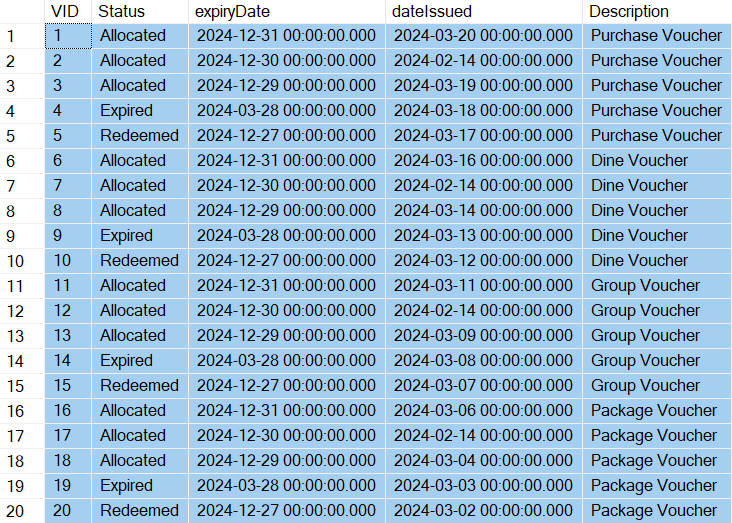 VID Status expiryDate dateIssued Description
1 1 Allocated 2024-12-31 00:00:00.000 2024-03-20 00:00:00.000 Purchase Voucher
2 2 Allocated 2024-12-30 00:00:00.000 2024-02-14 00:00:00.000 Purchase Voucher
3 3 Allocated 2024-12-29 00:00:00.000 2024-03-19 00:00:00.000 Purchase Voucher
4 4 Expired 2024-03-28 00:00:00.000 2024-03-18 00:00:00.000 Purchase Voucher
5 5 Redeemed 2024-12-27 00:00:00.000 2024-03-17 00:00:00.000 Purchase Voucher
6 6 Allocated 2024-12-31 00:00:00.000 2024-03-16 00:00:00.000 Dine Voucher
7 7 Allocated 2024-12-30 00:00:00.000 2024-02-14 00:00:00.000 Dine Voucher
8 8 Allocated 2024-12-29 00:00:00.000 2024-03-14 00:00:00.000 Dine Voucher
9 9 Expired 2024-03-28 00:00:00.000 2024-03-13 00:00:00.000 Dine Voucher
10 10 Redeemed 2024-12-27 00:00:00.000 2024-03-12 00:00:00.000 Dine Voucher
11 11 Allocated 2024-12-31 00:00:00.000 2024-03-11 00:00:00.000 Group Voucher
12 12 Allocated 2024-12-30 00:00:00.000 2024-02-14 00:00:00.000 Group Voucher
13 13 Allocated 2024-12-29 00:00:00.000 2024-03-09 00:00:00.000 Group Voucher
14 14 Expired 2024-03-28 00:00:00.000 2024-03-08 00:00:00.000 Group Voucher
15 15 Redeemed 2024-12-27 00:00:00.000 2024-03-07 00:00:00.000 Group Voucher
16 16 Allocated 2024-12-31 00:00:00.000 2024-03-06 00:00:00.000 Package Voucher
17 17 Allocated 2024-12-30 00:00:00.000 2024-02-14 00:00:00.000 Package Voucher
18 18 Allocated 2024-12-29 00:00:00.000 2024-03-04 00:00:00.000 Package Voucher
19 19 Expired 2024-03-28 00:00:00.000 2024-03-03 00:00:00.000 Package Voucher
20 20 Redeemed 2024-12-27 00:00:00.000 2024-03-02 00:00:00.000 Package Voucher